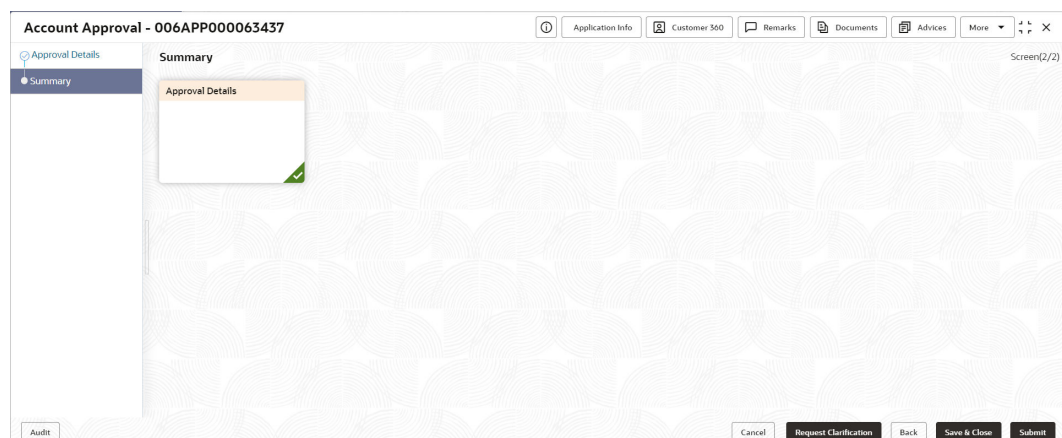 Account Approval - 006APP000063437
Application Info
Customer 360
Remarks
Documents
Advices
More
Approval Details
Summary
Summary
Screen(2/2)
Approval Details
Audit
Cancel
Request Clarification
Back
Save & Close
Submit